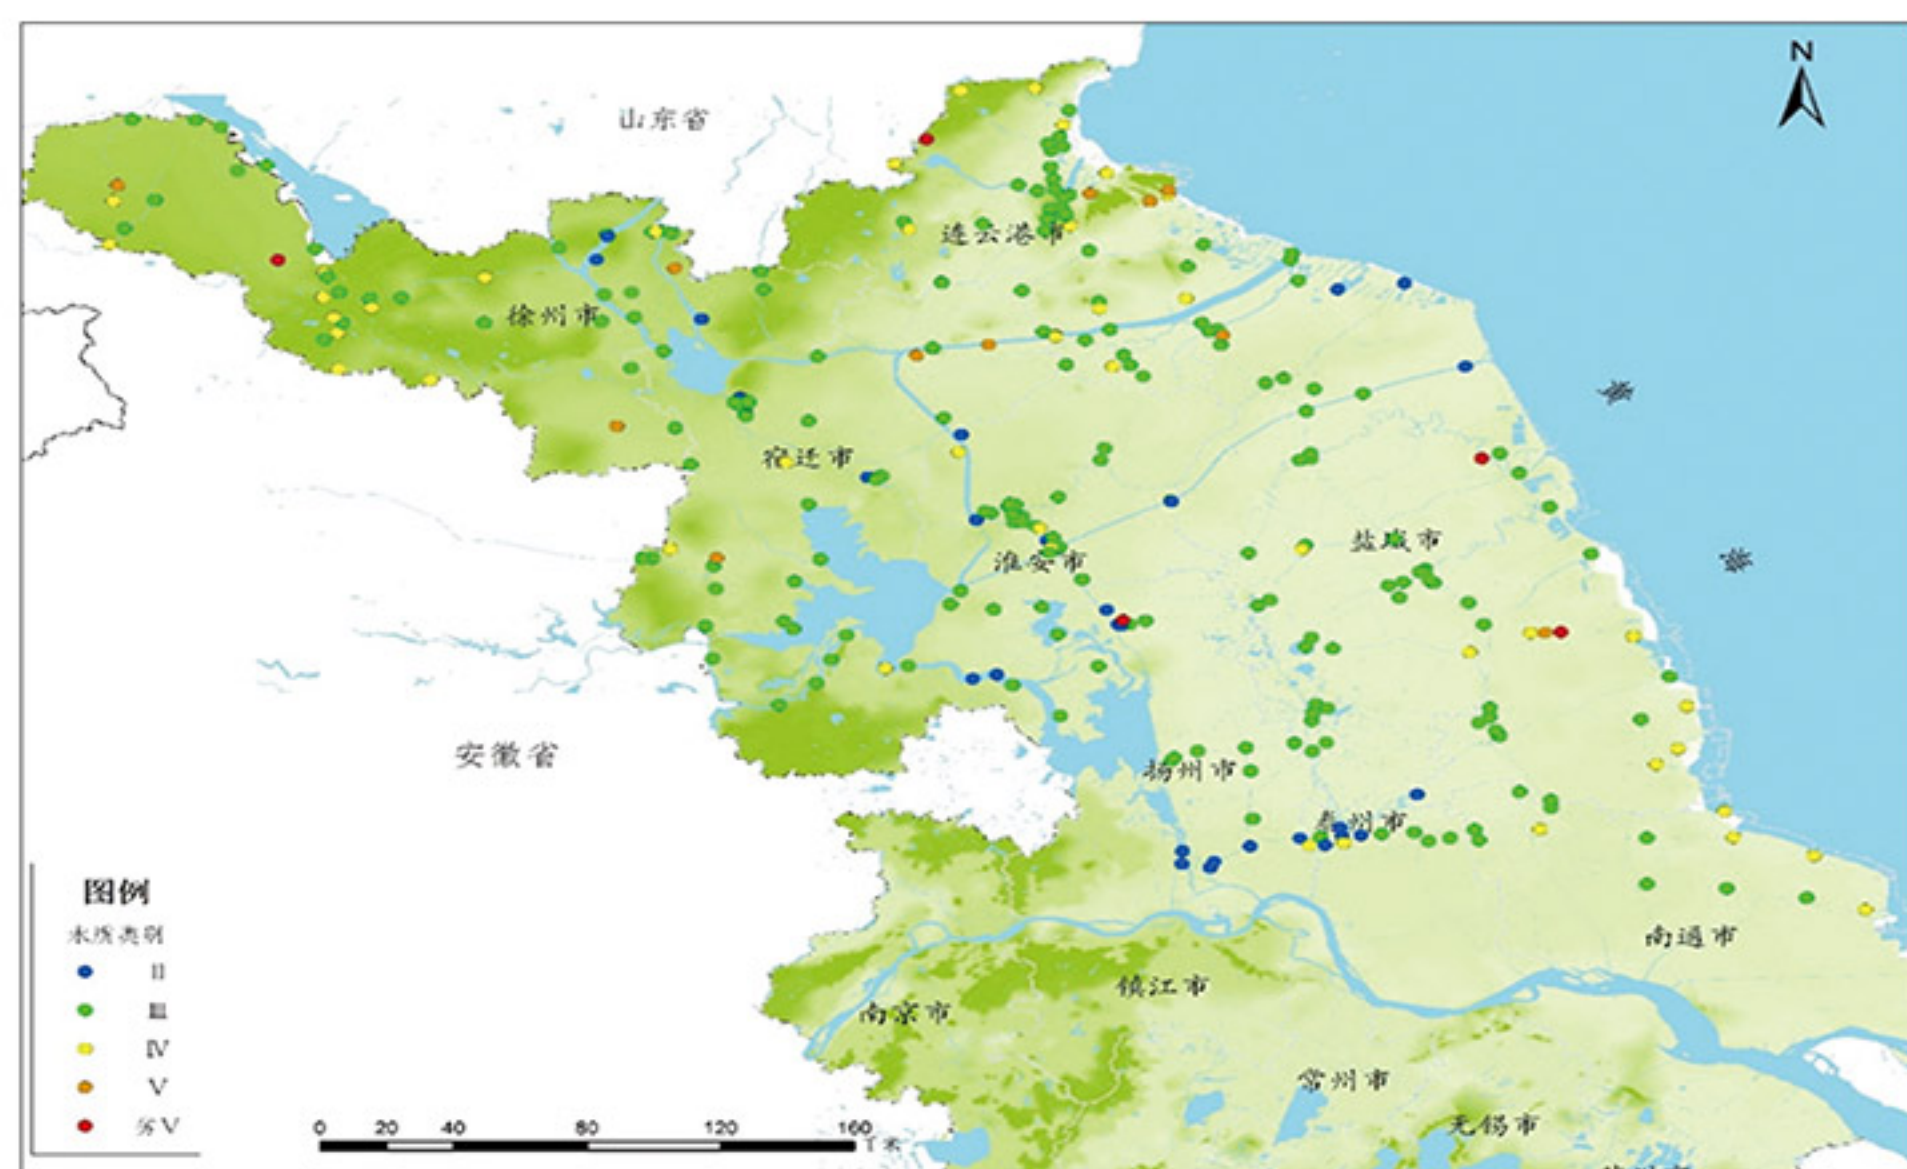 N
山东省
连云港市
徐州市
海
宿迁市
盐城市
淮安市
洋
安徽省
扬州市
泰州市
图例
水质类别
II
III
IV
V
劣V
南通市
镇江市
南京市
常州市
无锡市
0 20 40 80 120 160
千米